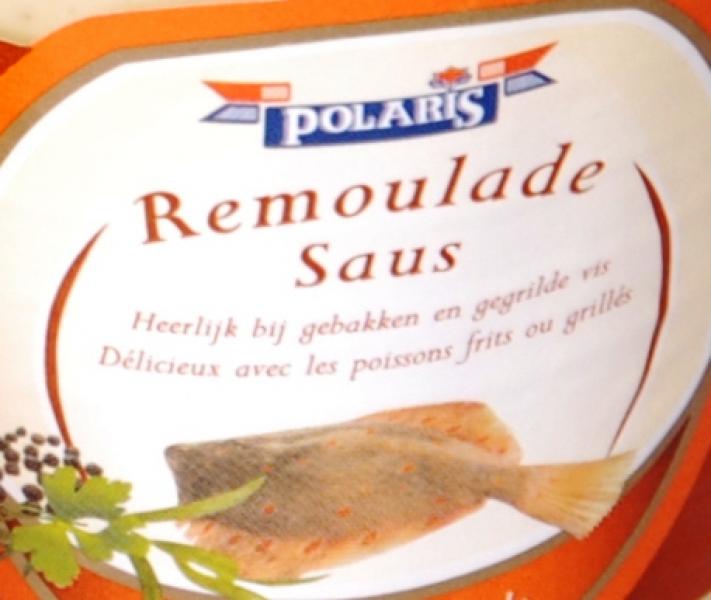 POLARIS
Remoulade
Saus
Heerlijk bij gebakken en gegrilde vis
Délicieux avec les poissons frits ou grillés